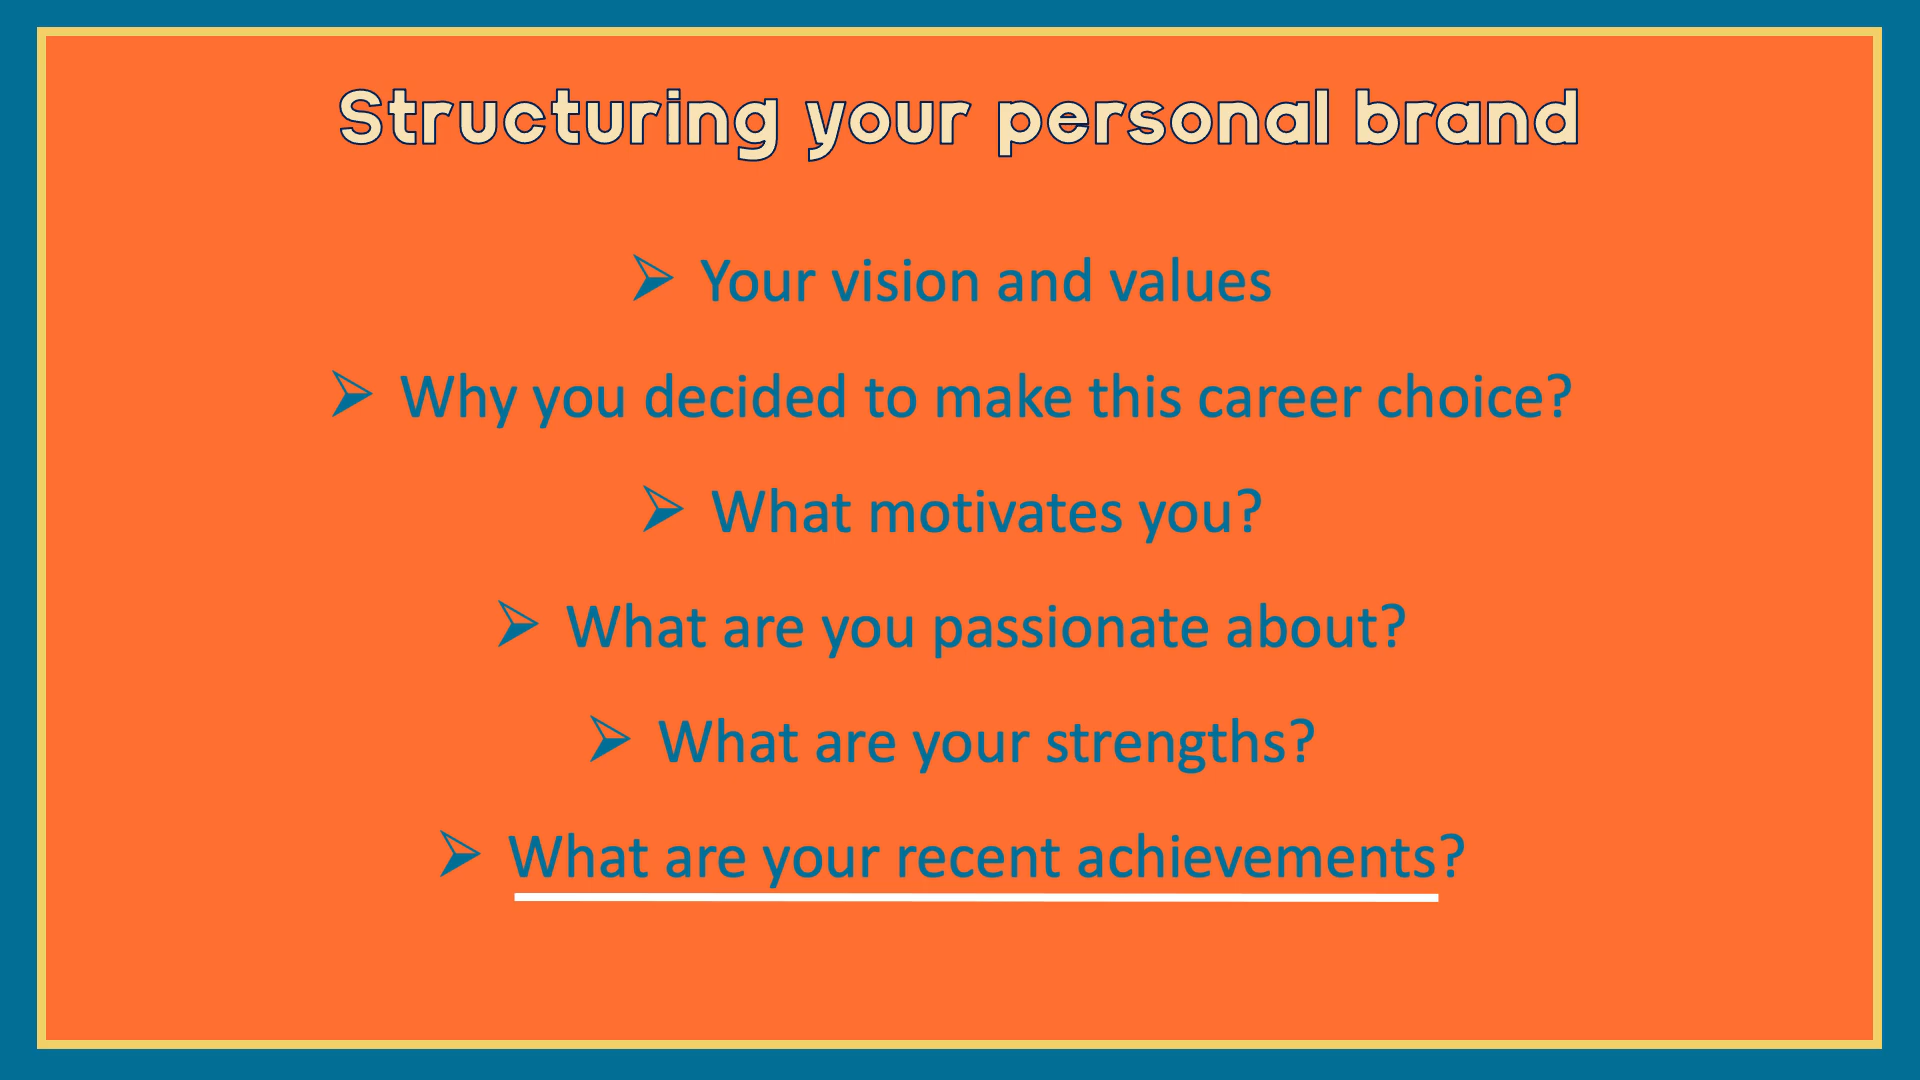 Structuring your personal brand
➢ Your vision and values
➢ Why you decided to make this career choice?
➢ What motivates you?
➢ What are you passionate about?
➢ What are your strengths?
➢ What are your recent achievements?